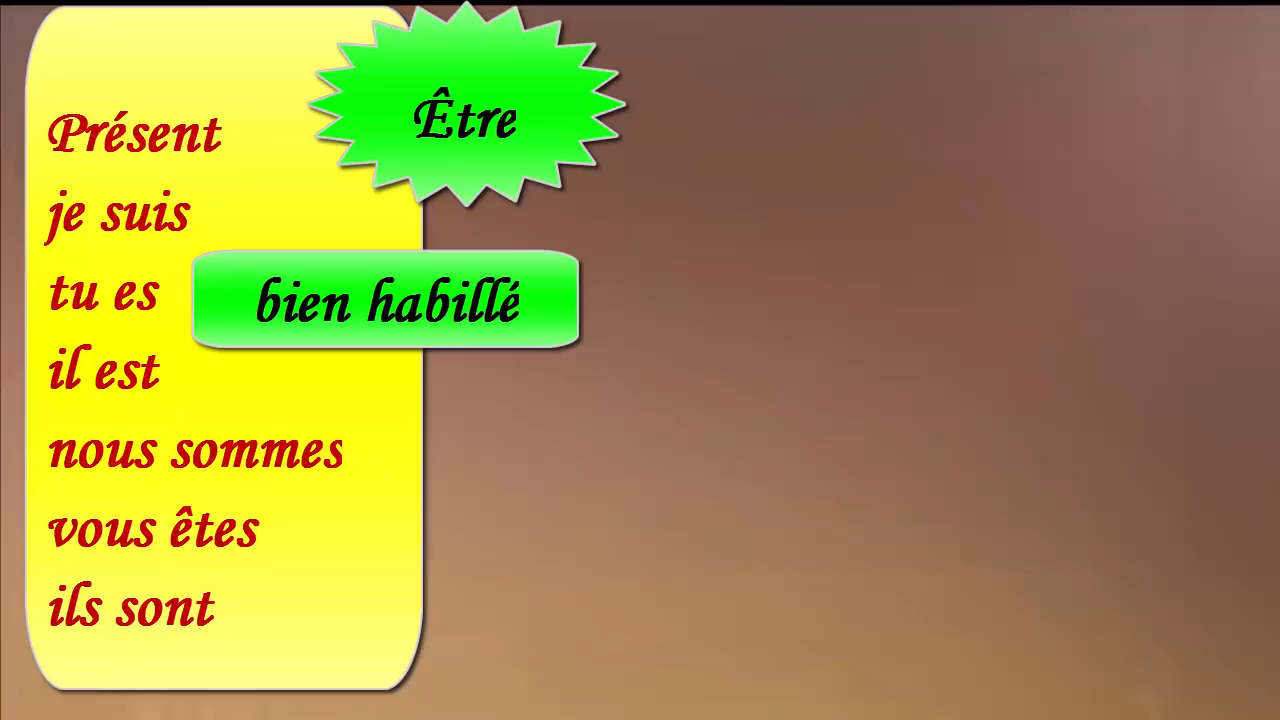 Être
Présent
je suis
tu es
bien habillé
il est
nous sommes
vous êtes
ils sont